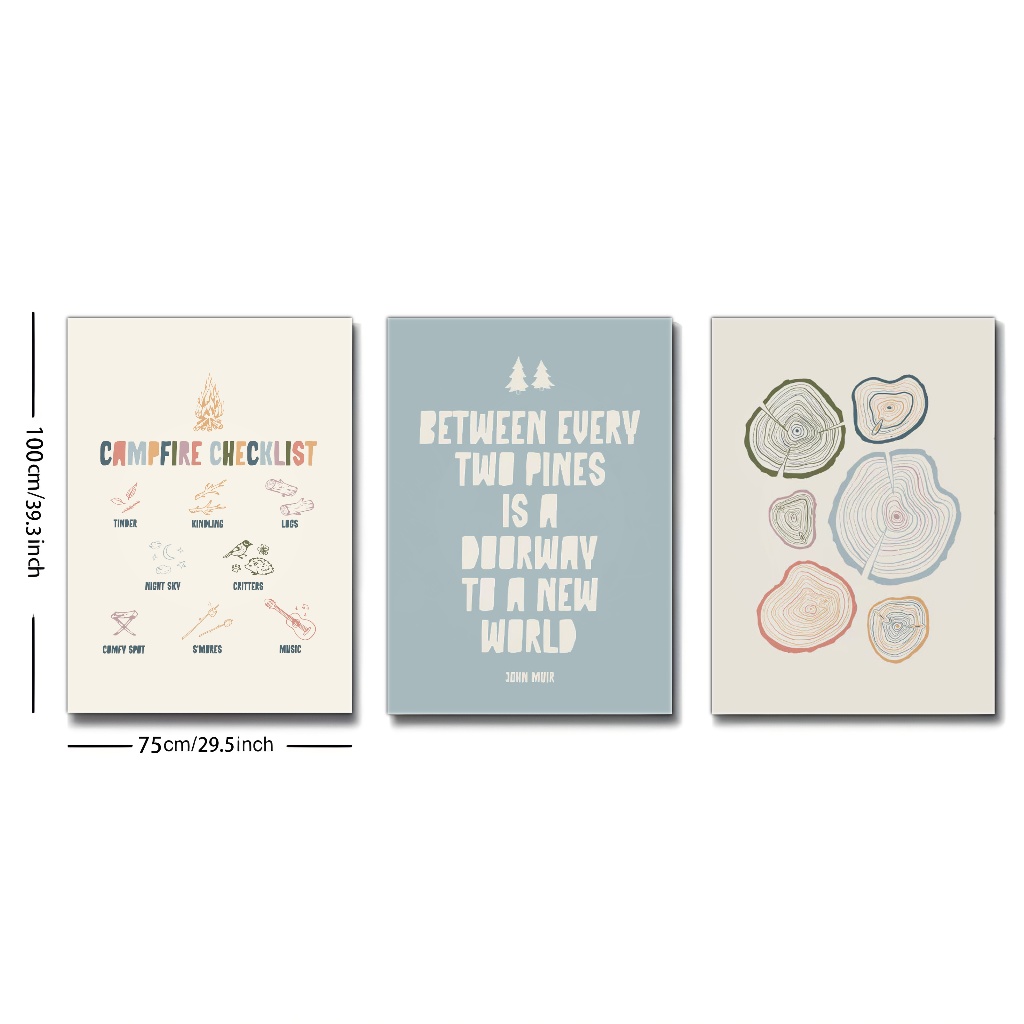 100cm/39.3inch
75cm/29.5inch
CAMPFIRE CHECKLIST
TINDER
KINDLING
LOGS
NIGHT SKY
CRITTERS
COMFY SPOT
S'MORES
MUSIC
BETWEEN EVERY
TWO PINES
IS A
DOORWAY
TO A NEW
WORLD
JOHN MUIR